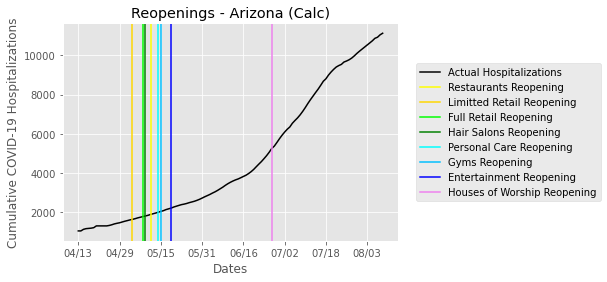 Reopenings - Arizona (Calc)
Cumulative COVID-19 Hospitalizations
10000
8000
6000
4000
2000
04/13 04/29 05/15 05/31 06/16 07/02 07/18 08/03
Dates
Actual Hospitalizations
Restaurants Reopening
Limitted Retail Reopening
Full Retail Reopening
Hair Salons Reopening
Personal Care Reopening
Gyms Reopening
Entertainment Reopening
Houses of Worship Reopening